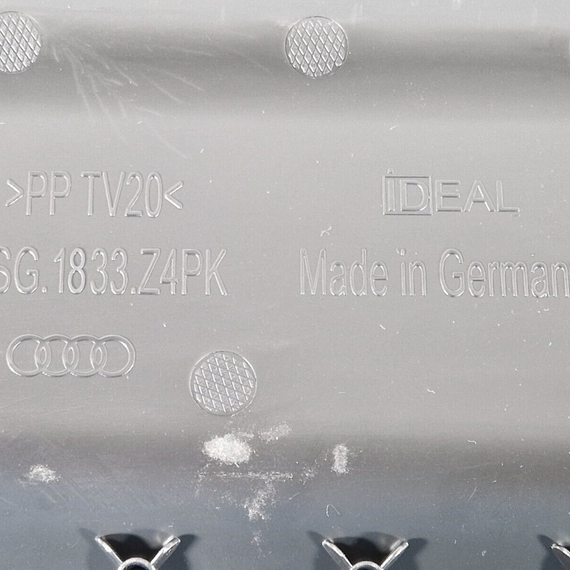 >PP TV20<
IDEAL
SG.1833.Z4PK
Made in German